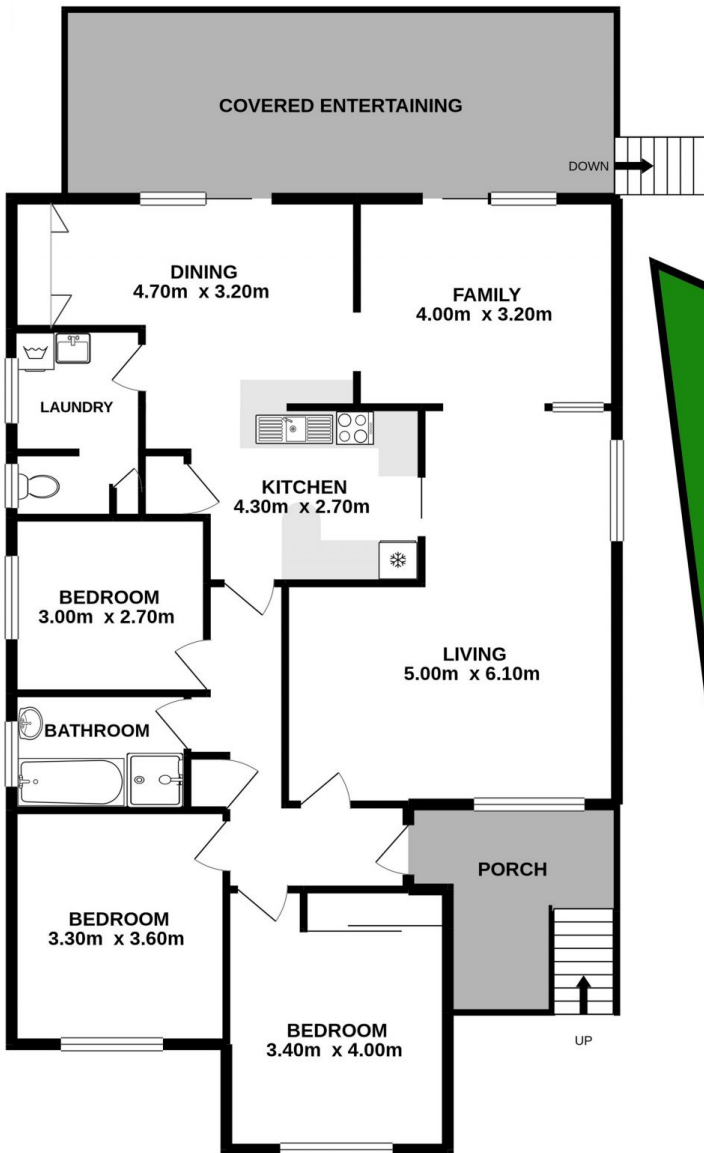 COVERED ENTERTAINING
DOWN
DINING
4.70m x 3.20m
FAMILY
4.00m x 3.20m
LAUNDRY
KITCHEN
4.30m x 2.70m
BEDROOM
3.00m x 2.70m
LIVING
5.00m x 6.10m
BATHROOM
PORCH
BEDROOM
3.30m x 3.60m
BEDROOM
3.40m x 4.00m
UP